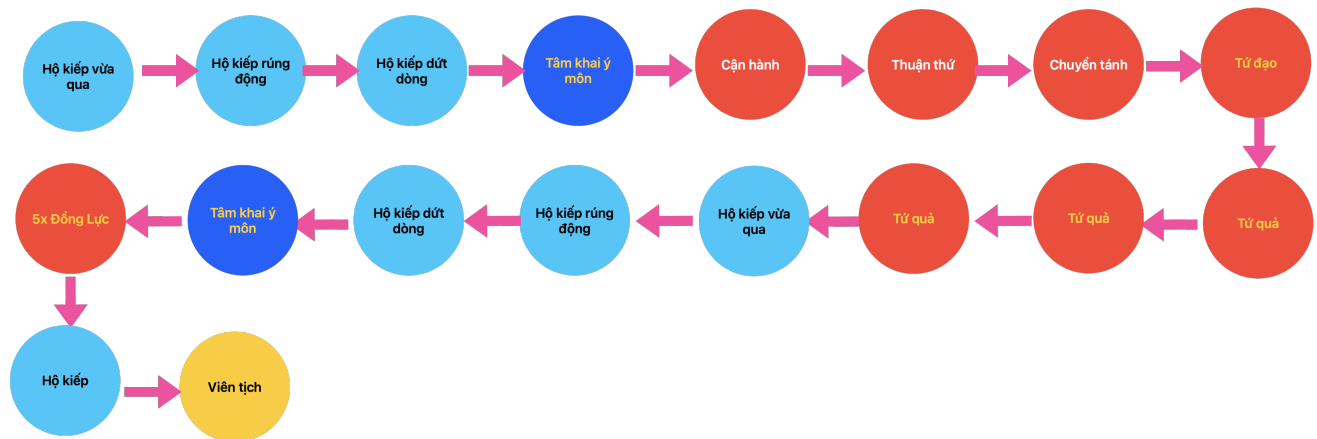 Hộ kiếp vừa
qua
Hộ kiếp rúng
động
Hộ kiếp dứt
dòng
Tâm khai ý
môn
Cận hành
Thuận thứ
Chuyển tánh
Tứ đạo
Tứ quả
Tứ quả
Tứ quả
Hộ kiếp vừa
qua
Hộ kiếp rúng
động
Hộ kiếp dứt
dòng
Tâm khai ý
môn
5x Đổng Lực
Hộ kiếp
Viên tịch